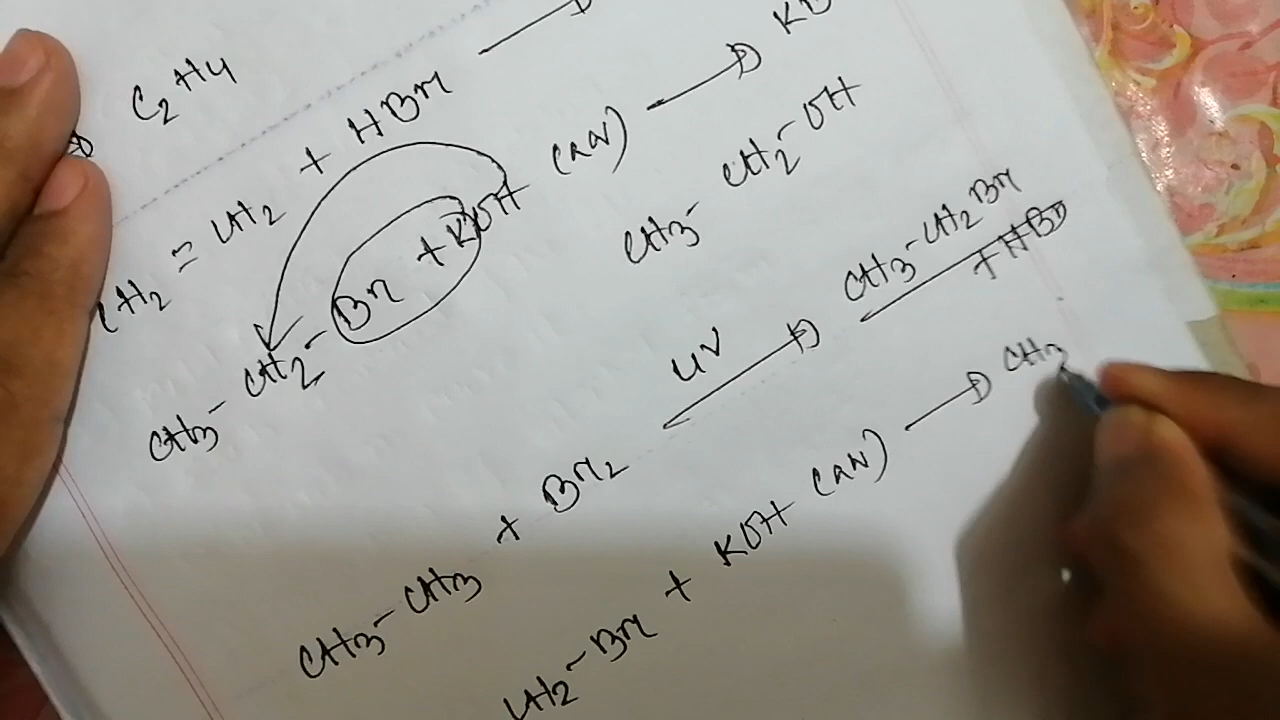 C2H4
CH2 = CH2 + HBr
CH3-CH2-Br + KOH (aq)
CH3-CH2-OH
CH3-CH3 + Br2 UV CH3-CH2Br + HBr
CH2-Br + KOH (aq) CH3